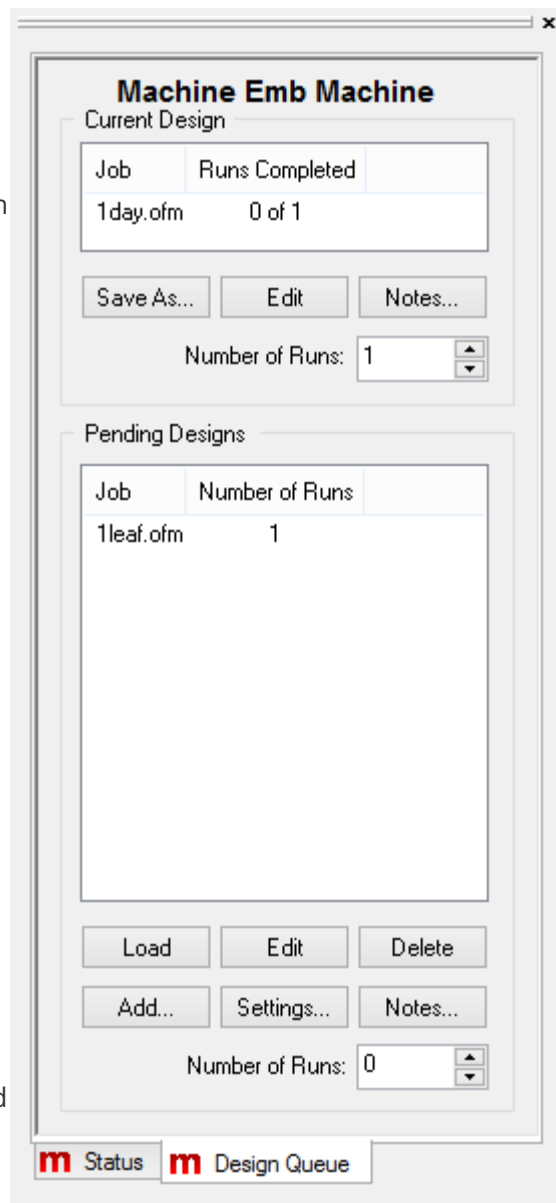 x
Machine Emb Machine
Current Design
Job Runs Completed
n
1day.ofm 0 of 1
Save As... Edit Notes...
Number of Runs: 1
Pending Designs
Job Number of Runs
1leaf.ofm 1
Load Edit Delete
Add... Settings... Notes...
Number of Runs: 0
d
m Status m Design Queue